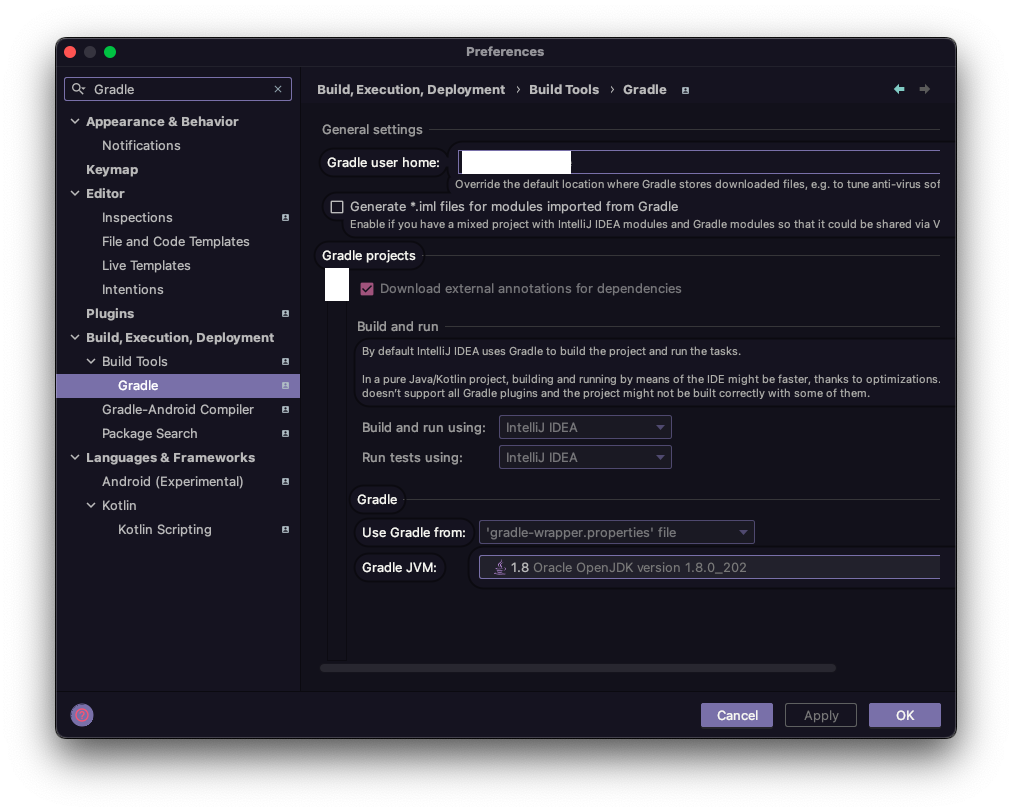 Preferences
Gradle
Appearance & Behavior
Notifications
Keymap
Editor
Inspections
File and Code Templates
Live Templates
Intentions
Plugins
Build, Execution, Deployment
Build Tools
Gradle
Gradle-Android Compiler
Package Search
Languages & Frameworks
Android (Experimental)
Kotlin
Kotlin Scripting
Build, Execution, Deployment › Build Tools › Gradle
General settings
Gradle user home:
Override the default location where Gradle stores downloaded files, e.g. to tune anti-virus sof
Generate *.iml files for modules imported from Gradle
Enable if you have a mixed project with IntelliJ IDEA modules and Gradle modules so that it could be shared via V
Gradle projects
Download external annotations for dependencies
Build and run
By default IntelliJ IDEA uses Gradle to build the project and run the tasks.
In a pure Java/Kotlin project, building and running by means of the IDE might be faster, thanks to optimizations.
doesn't support all Gradle plugins and the project might not be built correctly with some of them.
Build and run using: IntelliJ IDEA
Run tests using: IntelliJ IDEA
Gradle
Use Gradle from: 'gradle-wrapper.properties' file
Gradle JVM: 1.8 Oracle OpenJDK version 1.8.0_202
? Cancel Apply OK